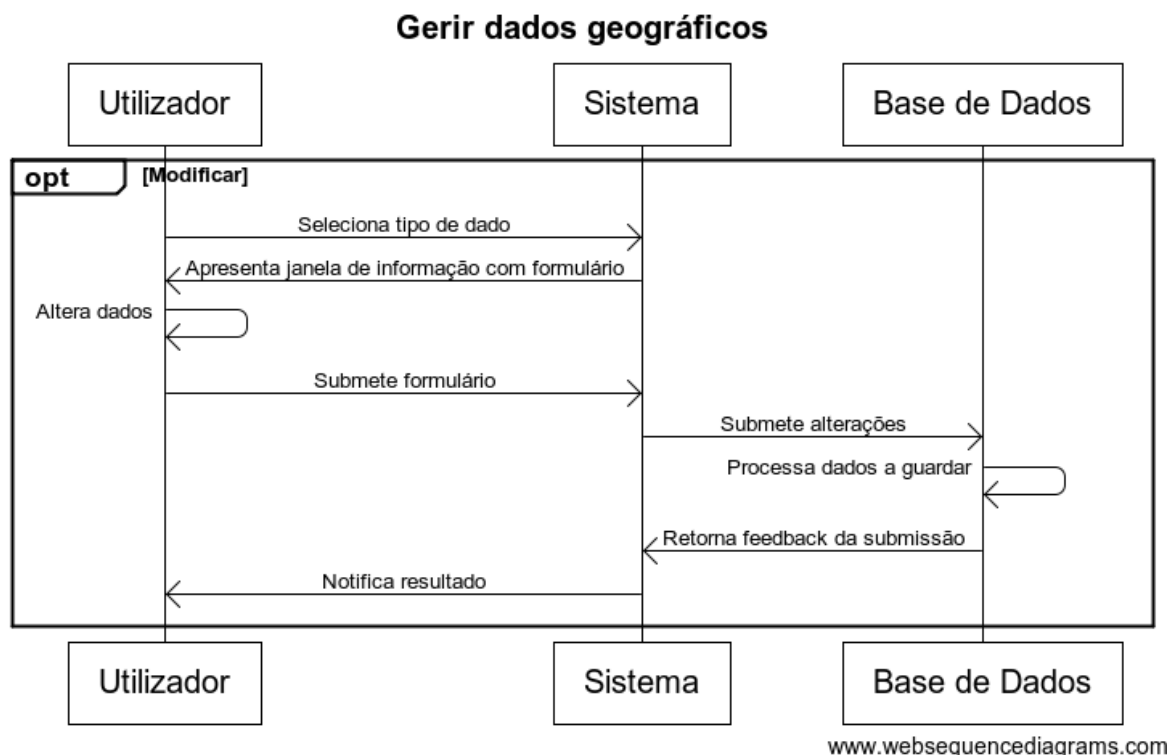 Gerir dados geográficos
Utilizador
Sistema
Base de Dados
opt
[Modificar]
Seleciona tipo de dado
Apresenta janela de informação com formulário
Altera dados
Submete formulário
Submete alterações
Processa dados a guardar
Retorna feedback da submissão
Notifica resultado
Utilizador
Sistema
Base de Dados
www.websequencediagrams.com